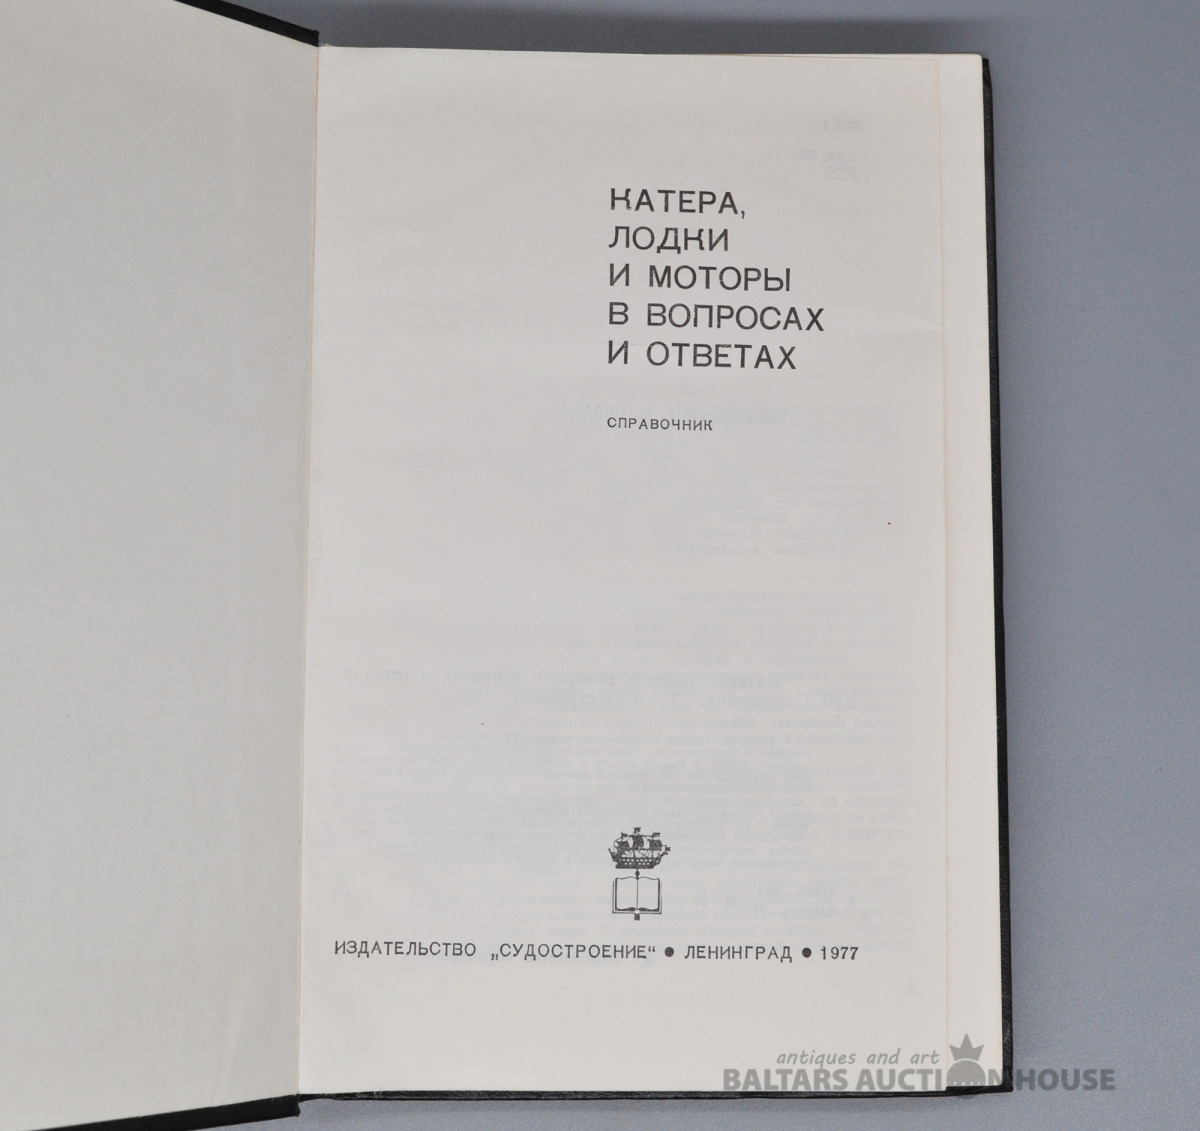 КАТЕРА,
ЛОДКИ
И МОТОРЫ
В ВОПРОСАХ
И ОТВЕТАХ
СПРАВОЧНИК
ИЗДАТЕЛЬСТВО „СУДОСТРОЕНИЕ“ ● ЛЕНИНГРАД ● 1977
antiques and art
BALTARS AUCTION HOUSE